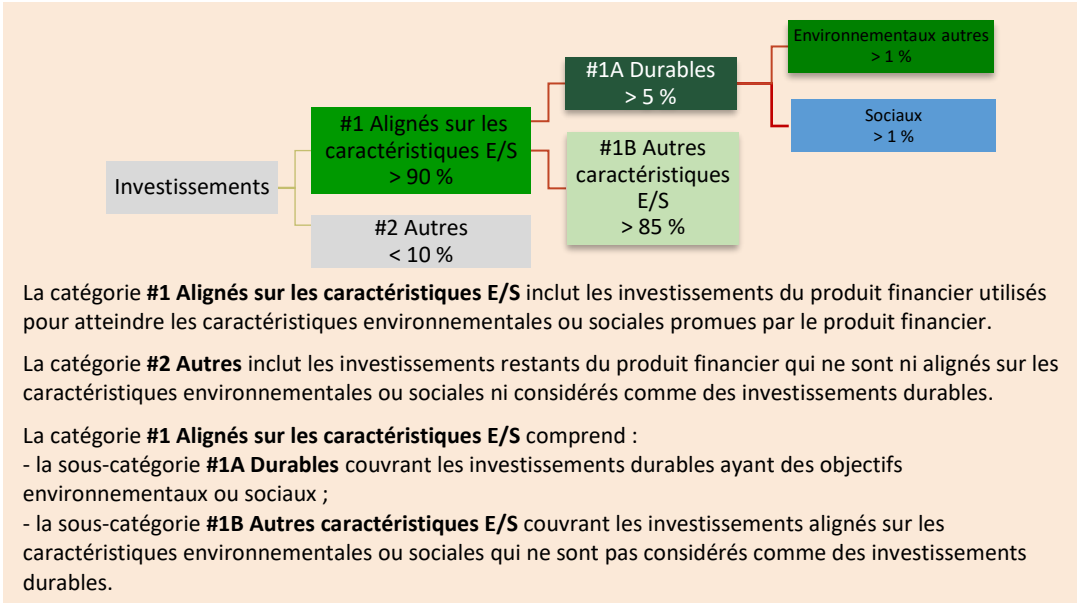 Investissements
#1 Alignés sur les
caractéristiques E/S
> 90 %
#2 Autres
< 10 %
#1A Durables
> 5 %
#1B Autres
caractéristiques
E/S
> 85 %
Environnementaux autres
> 1 %
Sociaux
> 1 %
La catégorie #1 Alignés sur les caractéristiques E/S inclut les investissements du produit financier utilisés
pour atteindre les caractéristiques environnementales ou sociales promues par le produit financier.
La catégorie #2 Autres inclut les investissements restants du produit financier qui ne sont ni alignés sur les
caractéristiques environnementales ou sociales ni considérés comme des investissements durables.
La catégorie #1 Alignés sur les caractéristiques E/S comprend :
- la sous-catégorie #1A Durables couvrant les investissements durables ayant des objectifs
environnementaux ou sociaux ;
- la sous-catégorie #1B Autres caractéristiques E/S couvrant les investissements alignés sur les
caractéristiques environnementales ou sociales qui ne sont pas considérés comme des investissements
durables.